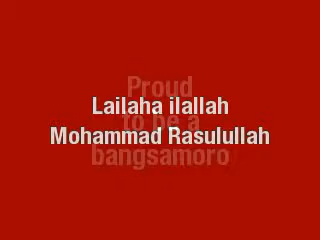 Proud
Lailaha ilallah
to be a
Mohammad Rasulullah
bangsamoro